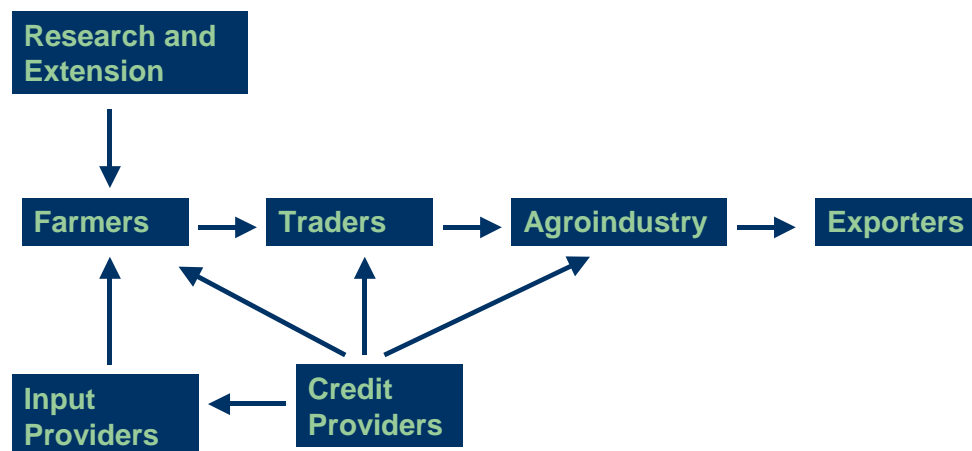 Research and
Extension
Farmers
Traders
Agroindustry
Exporters
Input
Providers
Credit
Providers